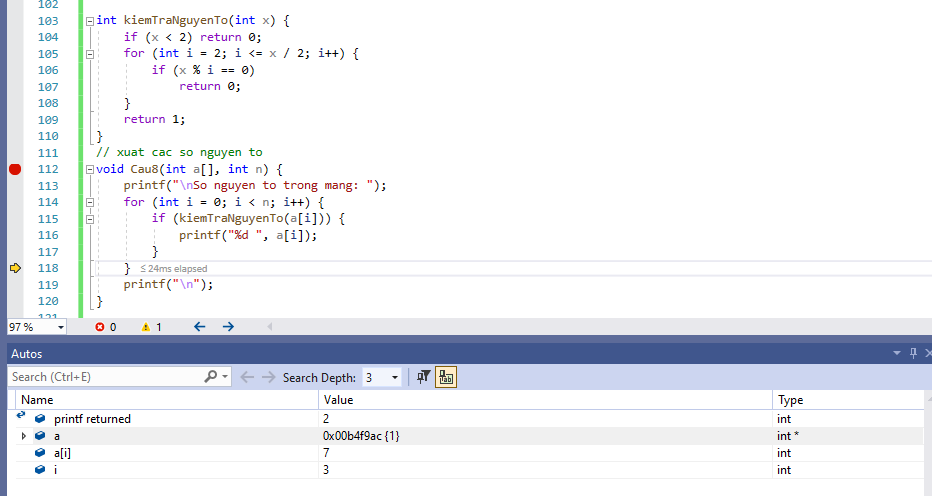 102
103 int kiemTraNguyenTo(int x) {
104 if (x < 2) return 0;
105 for (int i = 2; i <= x / 2; i++) {
106 if (x % i == 0)
107 return 0;
108 }
109 return 1;
110 }
111 // xuat cac so nguyen to
112 void Cau8(int a[], int n) {
113 printf("\nSo nguyen to trong mang: ");
114 for (int i = 0; i < n; i++) {
115 if (kiemTraNguyenTo(a[i])) {
116 printf("%d ", a[i]);
117 }
118 } ≤ 24ms elapsed
119 printf("\n");
120 }
121
97 % 0 1
Autos
Search (Ctrl+E) Search Depth: 3
Name Value Type
printf returned 2 int
a 0x00b4f9ac {1} int *
a[i] 7 int
i 3 int